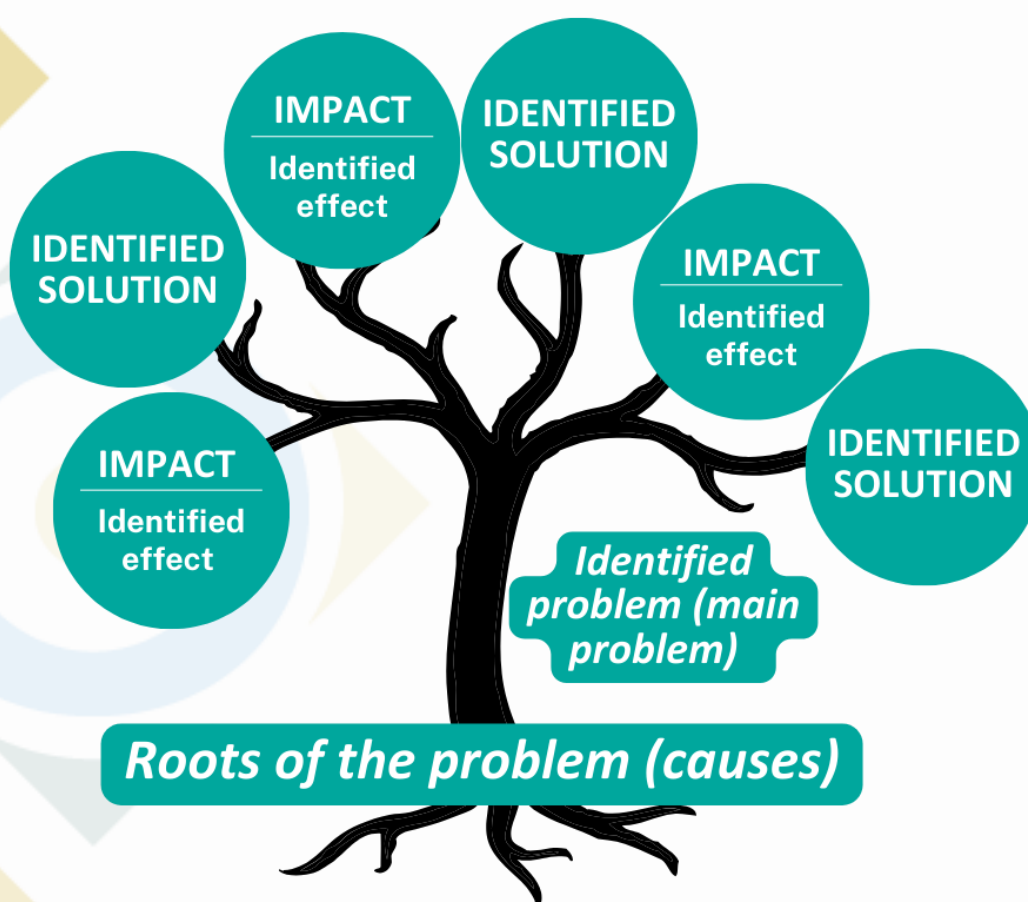 IMPACT
Identified
effect
IDENTIFIED
SOLUTION
IDENTIFIED
SOLUTION
IMPACT
Identified
effect
IMPACT
Identified
effect
IDENTIFIED
SOLUTION
Identified
problem (main
problem)
Roots of the problem (causes)